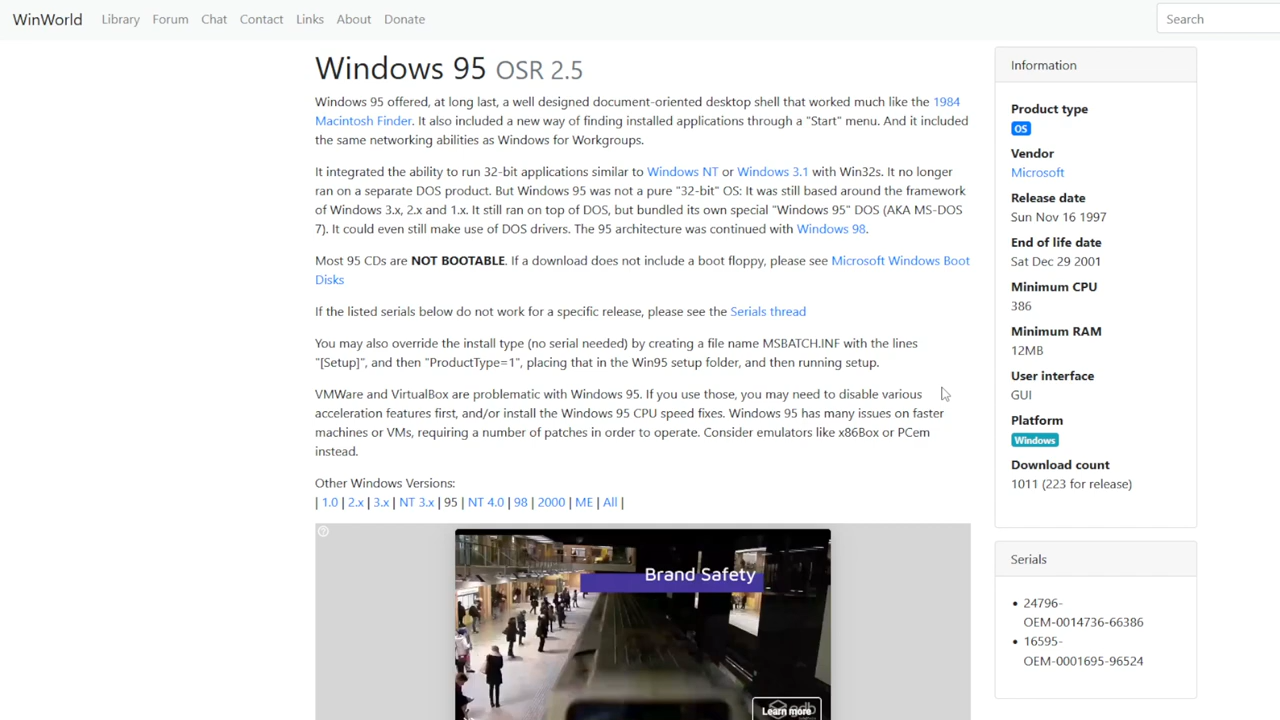 WinWorld Library Forum Chat Contact Links About Donate Search
Windows 95 OSR 2.5
Windows 95 offered, at long last, a well designed document-oriented desktop shell that worked much like the 1984
Macintosh Finder. It also included a new way of finding installed applications through a "Start" menu. And it included
the same networking abilities as Windows for Workgroups.
It integrated the ability to run 32-bit applications similar to Windows NT or Windows 3.1 with Win32s. It no longer
ran on a separate DOS product. But Windows 95 was not a pure "32-bit" OS: It was still based around the framework
of Windows 3.x, 2.x and 1.x. It still ran on top of DOS, but bundled its own special "Windows 95" DOS (AKA MS-DOS
7). It could even still make use of DOS drivers. The 95 architecture was continued with Windows 98.
Most 95 CDs are NOT BOOTABLE. If a download does not include a boot floppy, please see Microsoft Windows Boot
Disks
If the listed serials below do not work for a specific release, please see the Serials thread
You may also override the install type (no serial needed) by creating a file name MSBATCH.INF with the lines
"[Setup]", and then "ProductType=1", placing that in the Win95 setup folder, and then running setup.
VMWare and VirtualBox are problematic with Windows 95. If you use those, you may need to disable various
acceleration features first, and/or install the Windows 95 CPU speed fixes. Windows 95 has many issues on faster
machines or VMs, requiring a number of patches in order to operate. Consider emulators like x86Box or PCem
instead.
Other Windows Versions:
| 1.0 | 2.x | 3.x | NT 3.x | 95 | NT 4.0 | 98 | 2000 | ME | All |
Brand Safety
Learn more
Information
Product type
OS
Vendor
Microsoft
Release date
Sun Nov 16 1997
End of life date
Sat Dec 29 2001
Minimum CPU
386
Minimum RAM
12MB
User interface
GUI
Platform
Windows
Download count
1011 (223 for release)
Serials
• 24796-
OEM-0014736-66386
• 16595-
OEM-0001695-96524